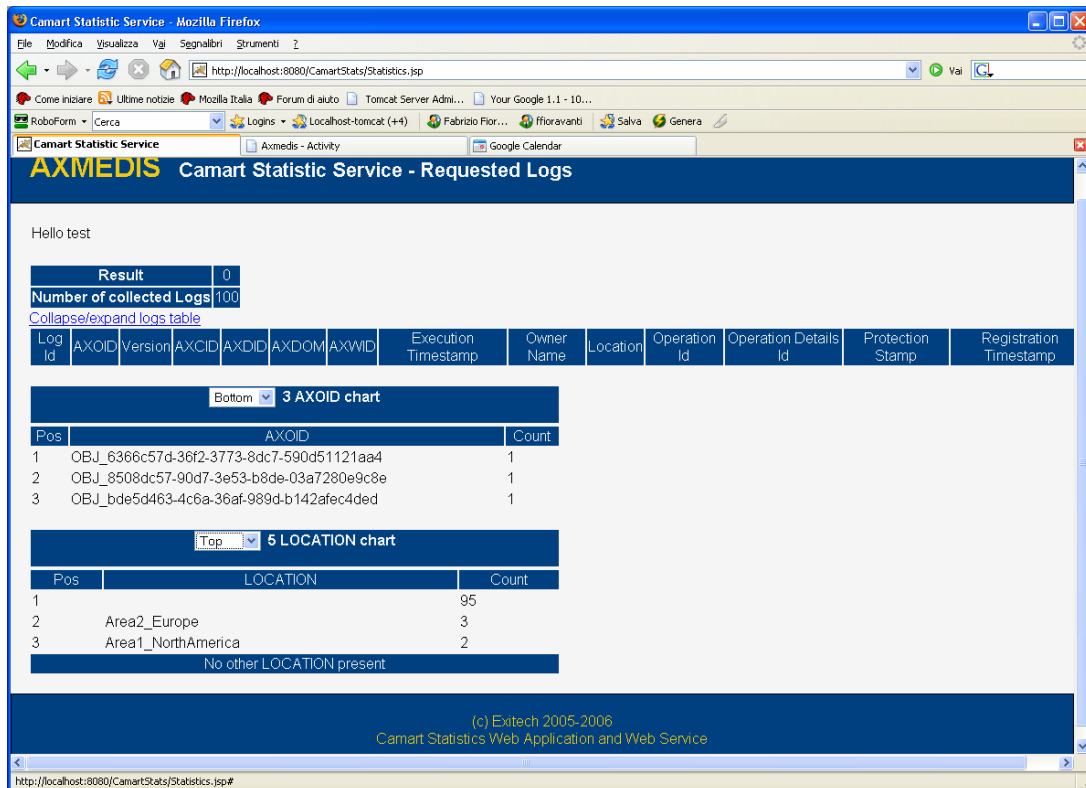 Camart Statistic Service - Mozilla Firefox
File Modifica Visualizza Vai Segnalibri Strumenti ?
http://localhost:8080/CamartStats/Statistics.jsp Vai
Come iniziare Ultime notizie Mozilla Italia Forum di aiuto Tomcat Server Admi... Your Google 1.1 - 10...
RoboForm Cerca Logins Localhost-tomcat (+4) Fabrizio Fior... ffioravanti Salva Genera
Camart Statistic Service Axmedis - Activity Google Calendar
AXMEDIS Camart Statistic Service - Requested Logs
Hello test
Result 0
Number of collected Logs 100
Collapse/expand logs table
Log Id AXOID Version AXCID AXDID AXDOM AXWID Execution Timestamp Owner Name Location Operation Id Operation Details Id Protection Stamp Registration Timestamp
Bottom 3 AXOID chart
Pos AXOID Count
1 OBJ_6366c57d-36f2-3773-8dc7-590d51121aa4 1
2 OBJ_8508dc57-90d7-3e53-b8de-03a7280e9c8e 1
3 OBJ_bde5d463-4c6a-36af-989d-b142afec4ded 1
Top 5 LOCATION chart
Pos LOCATION Count
1 95
2 Area2_Europe 3
3 Area1_NorthAmerica 2
No other LOCATION present
(c) Exitech 2005-2006
Camart Statistics Web Application and Web Service
http://localhost:8080/CamartStats/Statistics.jsp#